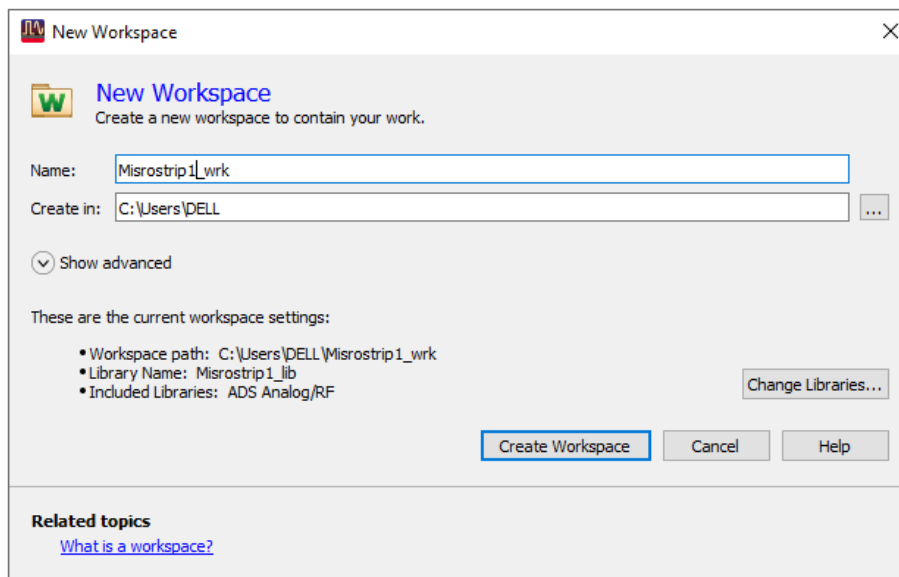 New Workspace
New Workspace
Create a new workspace to contain your work.
Name: Misrostrip1_wrk
Create in: C:\Users\DELL ...
Show advanced
These are the current workspace settings:
• Workspace path: C:\Users\DELL\Misrostrip1_wrk
• Library Name: Misrostrip1_lib
• Included Libraries: ADS Analog/RF
Change Libraries...
Create Workspace Cancel Help
Related topics
What is a workspace?